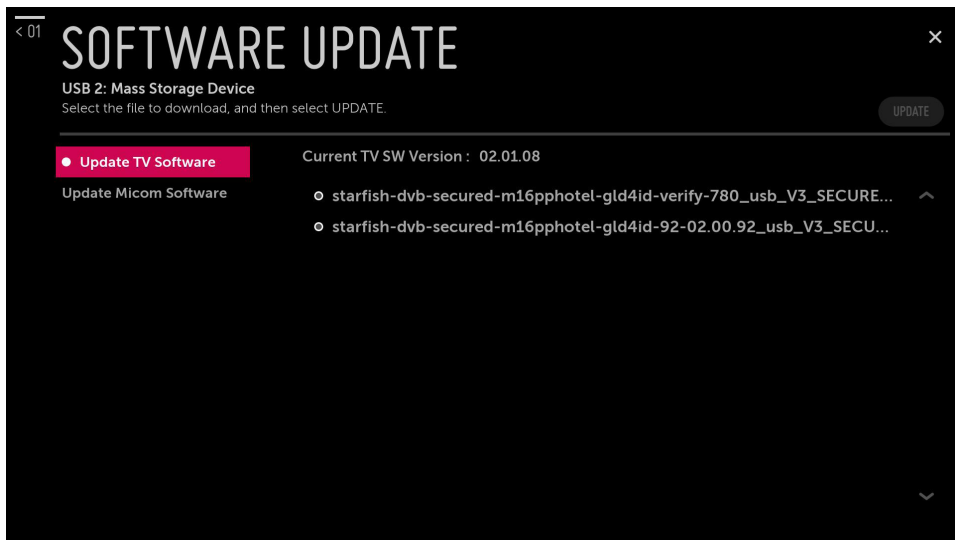 < 01
SOFTWARE UPDATE
USB 2: Mass Storage Device
Select the file to download, and then select UPDATE.
UPDATE
Update TV Software
Current TV SW Version : 02.01.08
Update Micom Software
starfish-dvb-secured-m16pphotel-gld4id-verify-780_usb_V3_SECURE...
starfish-dvb-secured-m16pphotel-gld4id-92-02.00.92_usb_V3_SECU...